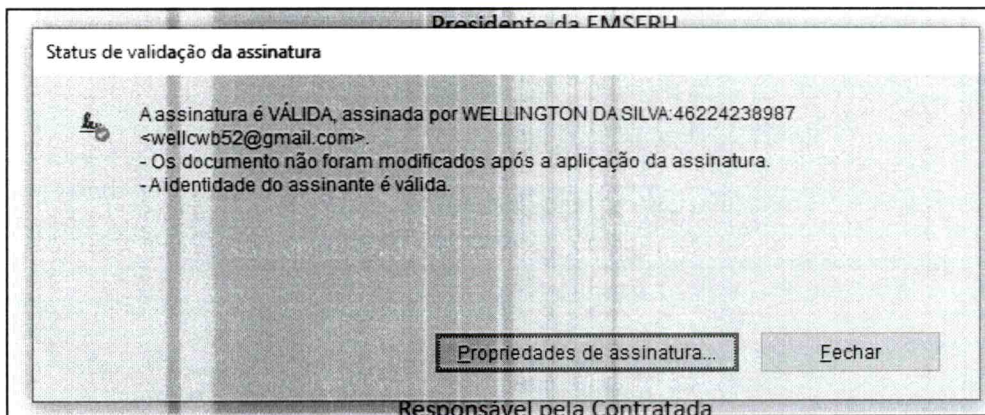 Presidente da EMSERH
Status de validação da assinatura
A assinatura é VÁLIDA, assinada por WELLINGTON DA SILVA:46224238987
<wellcwb52@gmail.com>.
- Os documento não foram modificados após a aplicação da assinatura.
- A identidade do assinante é válida.
Propriedades de assinatura...
Fechar
Responsável pela Contratada